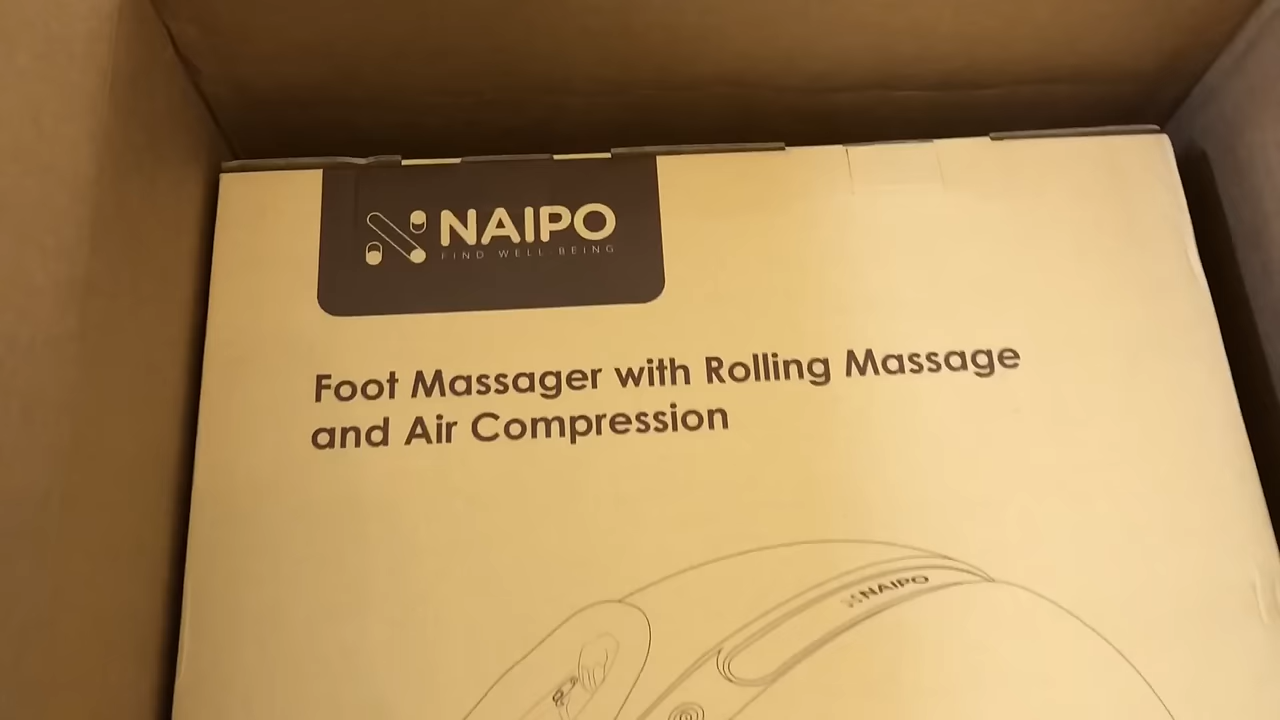 NAIPO
FIND WELL-BEING
Foot Massager with Rolling Massage
and Air Compression
NAIPO